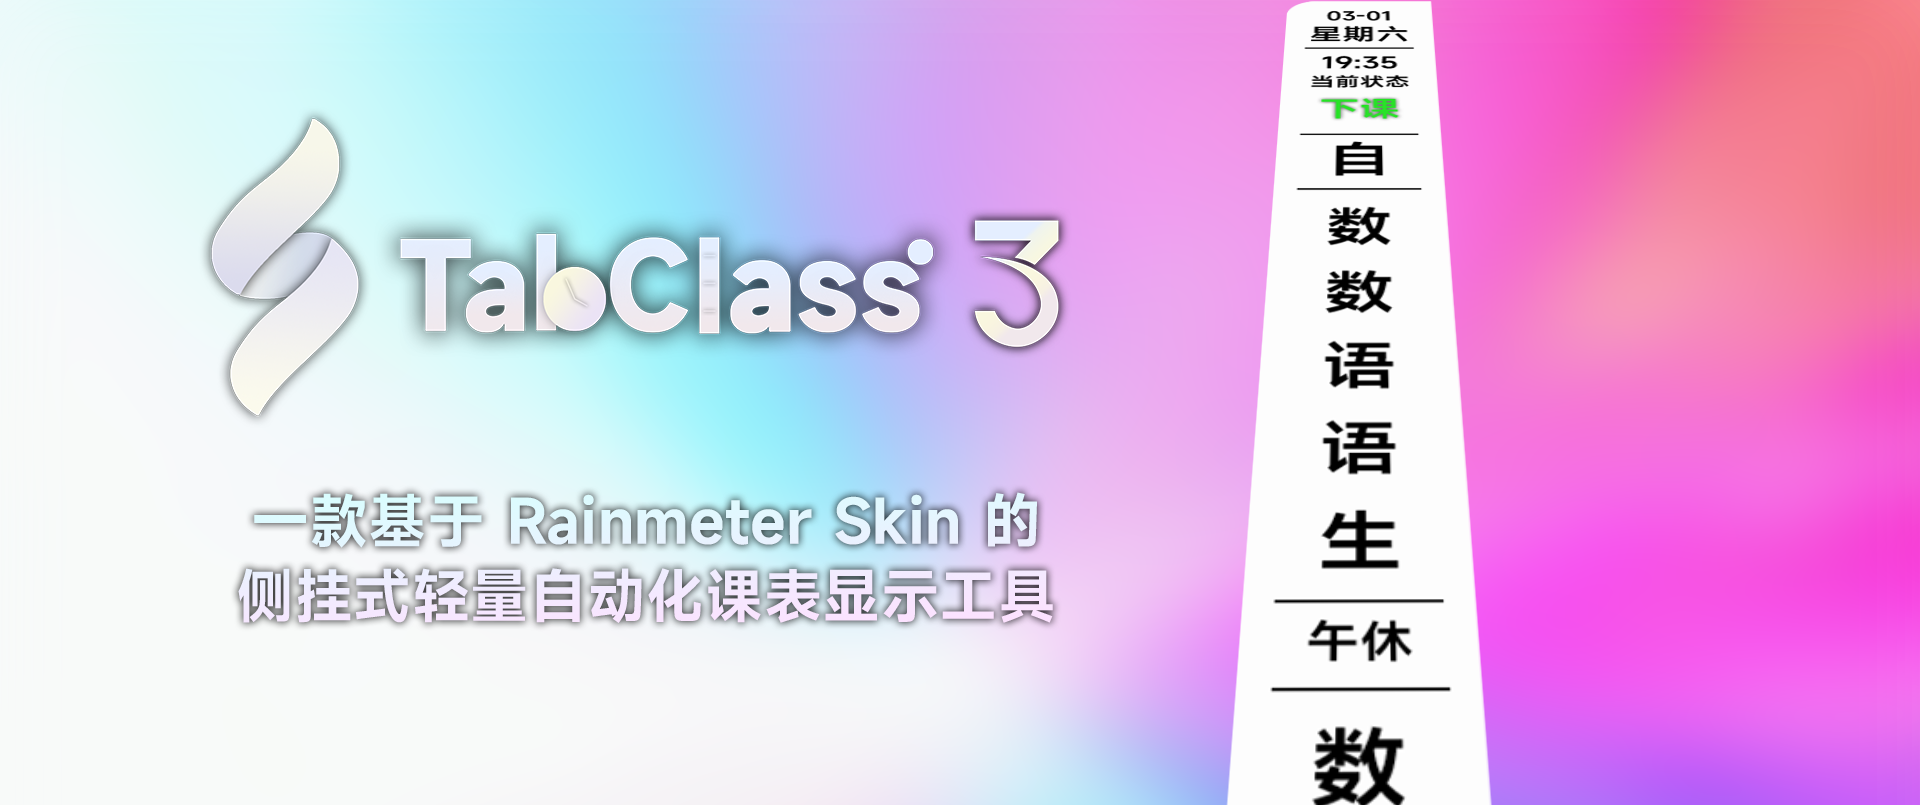 TabClass 3
一款基于 Rainmeter Skin 的
侧挂式轻量自动化课表显示工具
03-01
星期六
19:35
当前状态
下课
自
数
数
语
语
生
午休
数